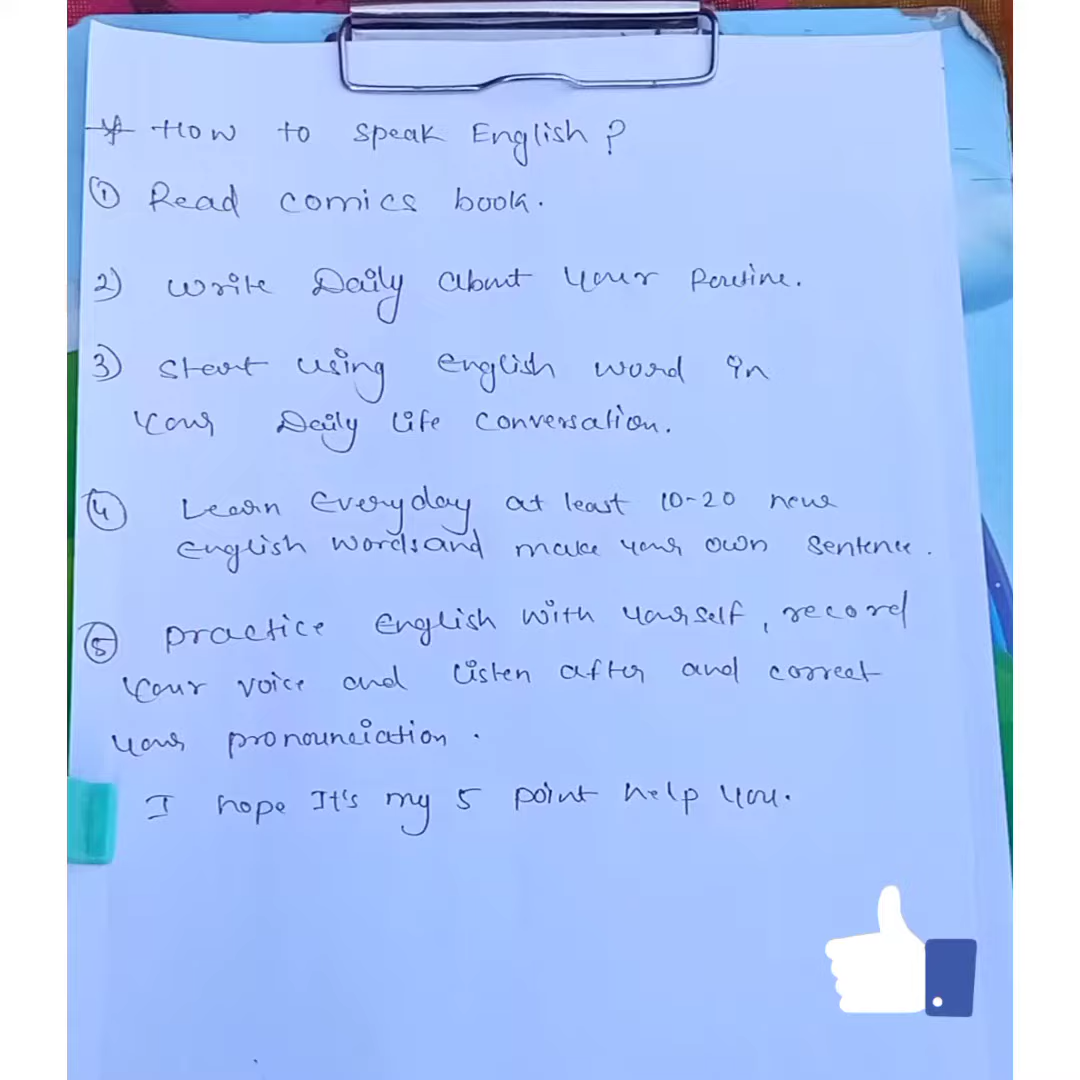 * How to speak English?
① Read comics book.
2) Write Daily about your Routine.
3) Start using english word in
your Daily life conversation.
④ Learn Everyday at least 10-20 new
english words and make your own sentence.
⑤ practice english with yourself, record
your voice and listen after and correct
your pronounciation.
I hope It's my 5 point help you.